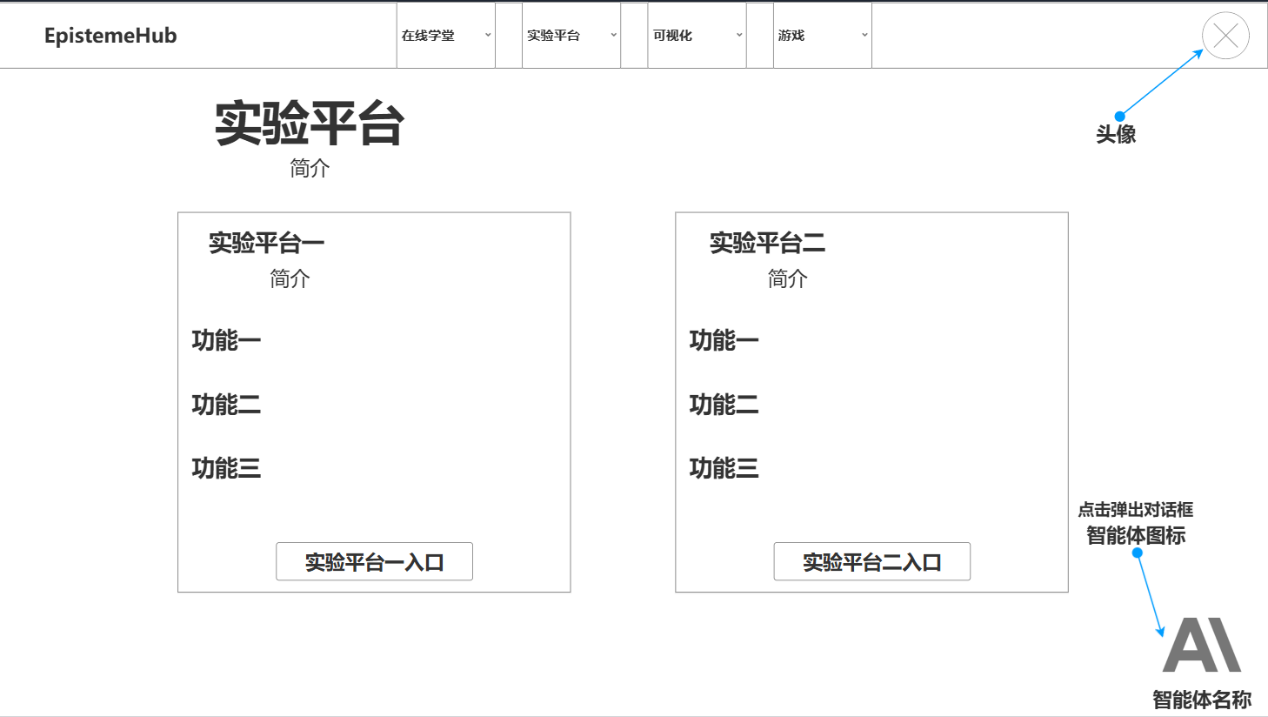 EpistemeHub
在线学堂
实验平台
可视化
游戏
头像
实验平台
简介
实验平台一
简介
功能一
功能二
功能三
实验平台一入口
实验平台二
简介
功能一
功能二
功能三
实验平台二入口
点击弹出对话框
智能体图标
智能体名称